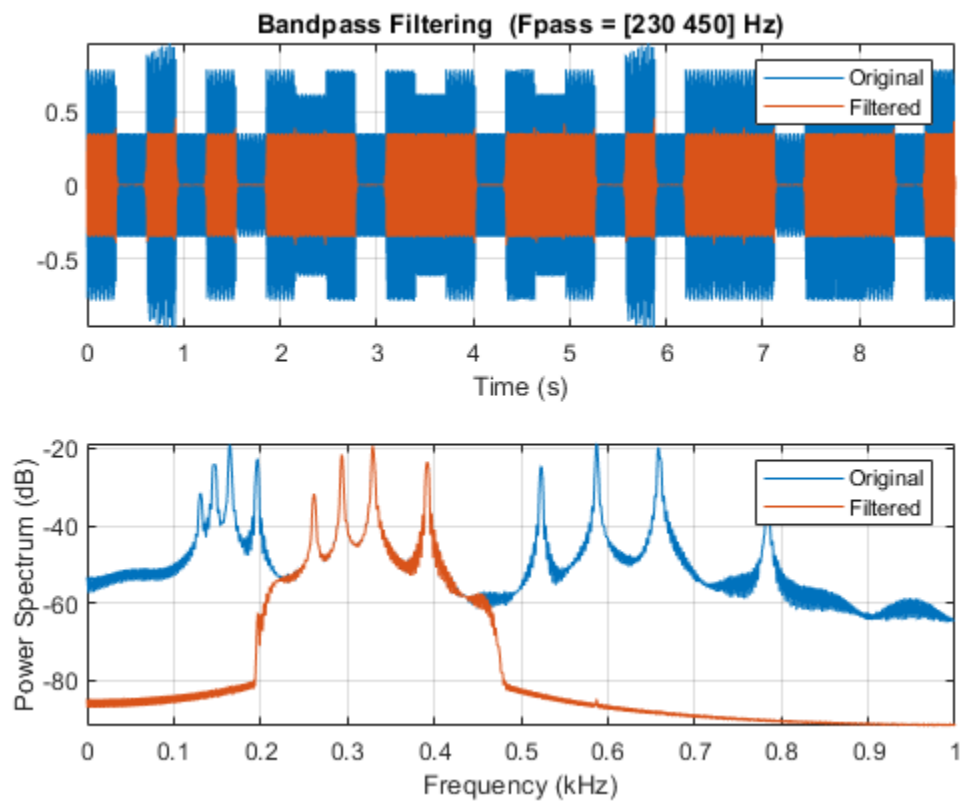 Bandpass Filtering (Fpass = [230 450] Hz)
Original
Filtered
0.5
0
-0.5
0 1 2 3 4 5 6 7 8
Time (s)
Power Spectrum (dB)
-20
-40
-60
-80
Original
Filtered
0 0.1 0.2 0.3 0.4 0.5 0.6 0.7 0.8 0.9 1
Frequency (kHz)